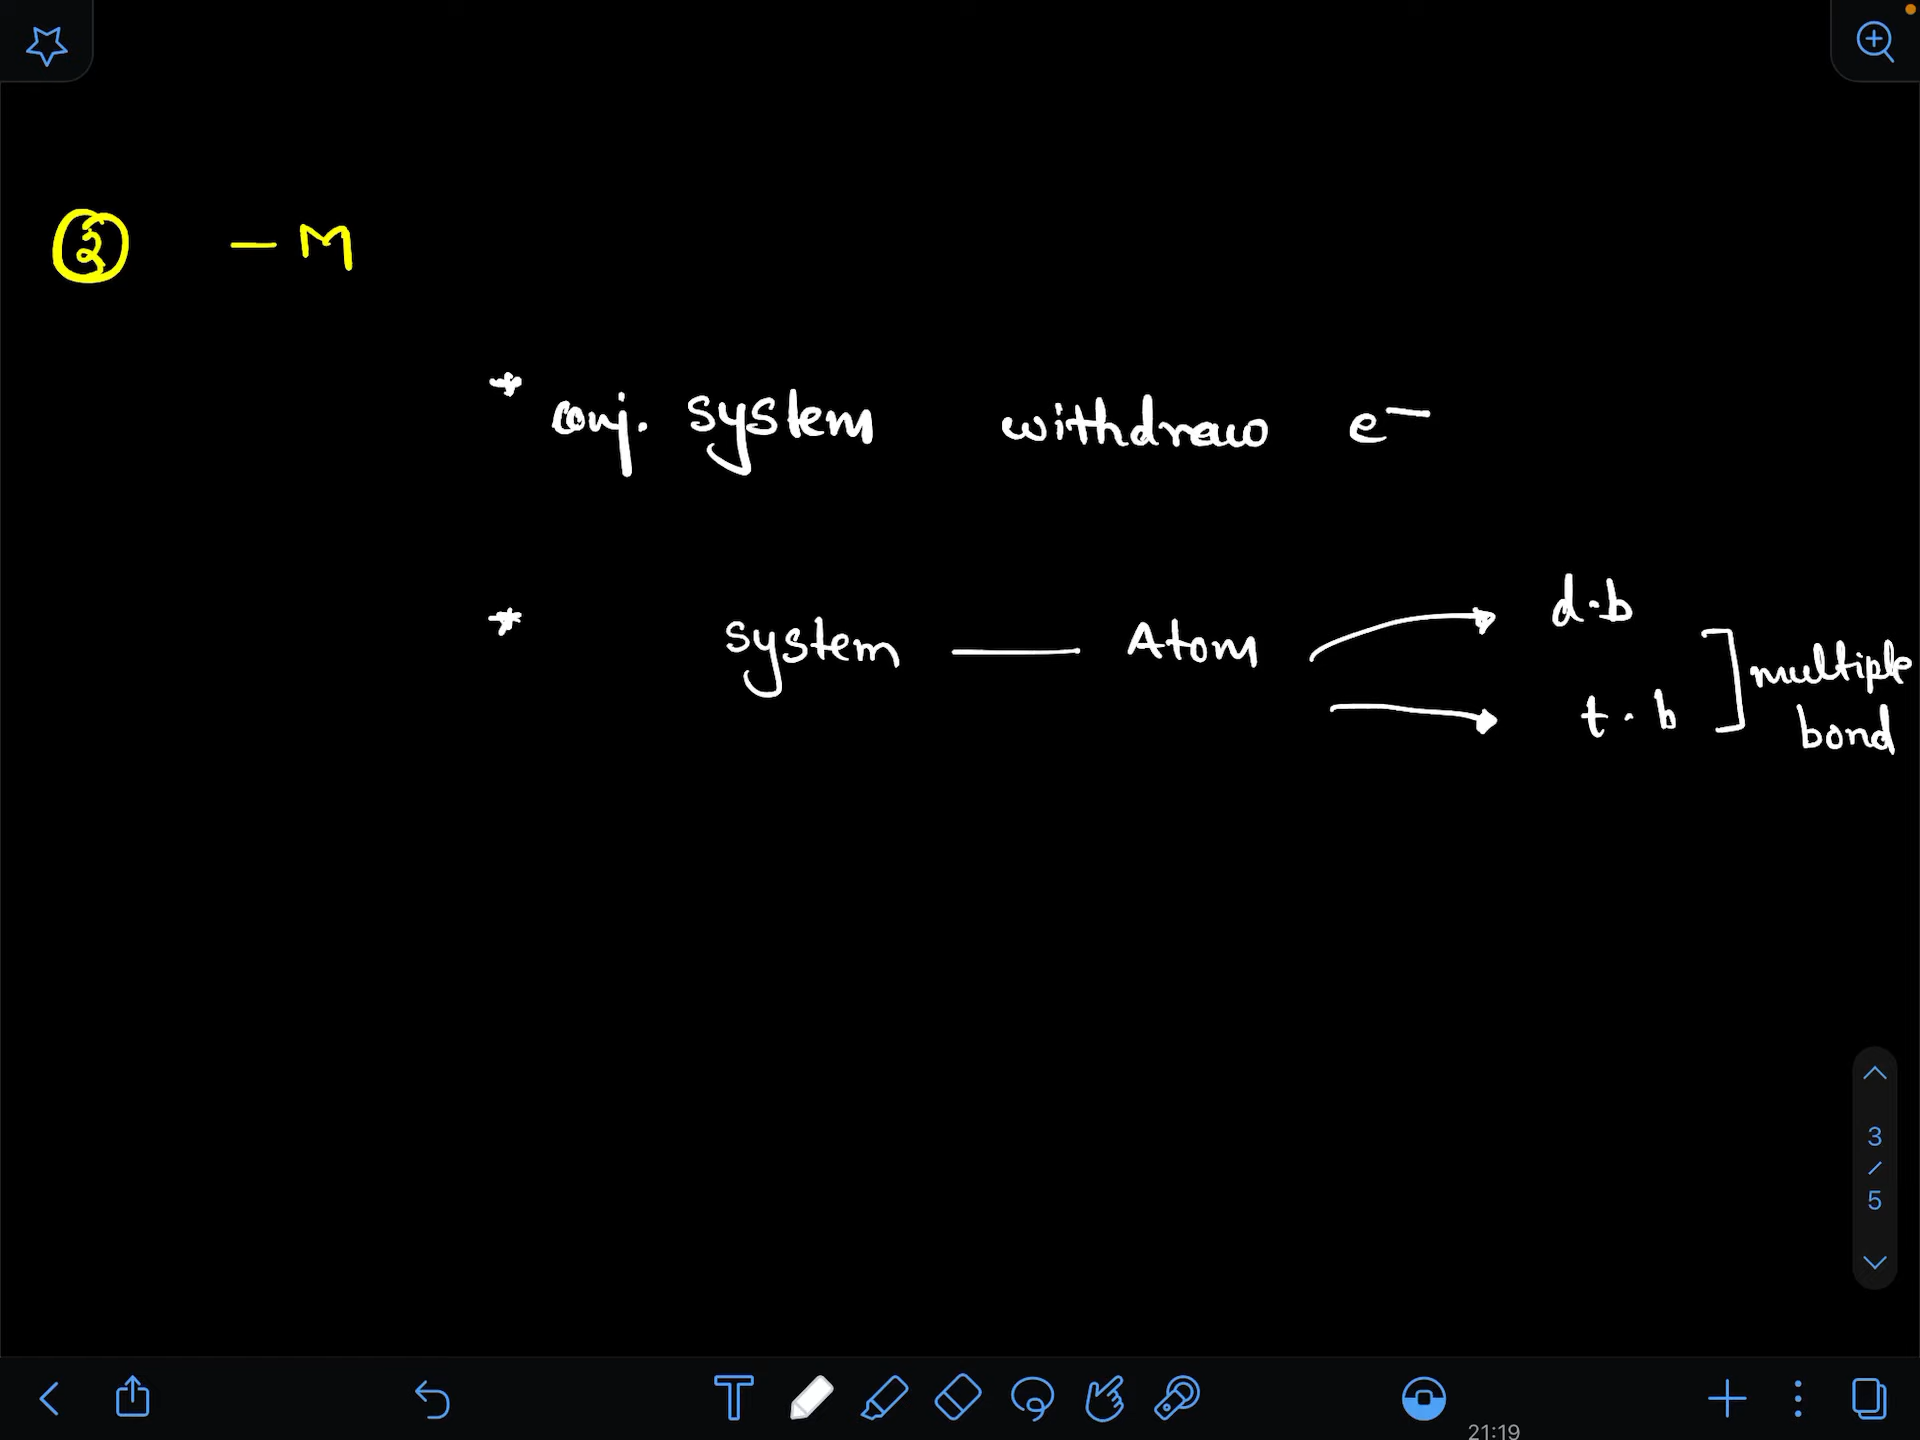 ② - M
* conj. system withdraw e⁻
* system — Atom → d.b
→ t.b ] multiple bond
3 / 5
T
21:19